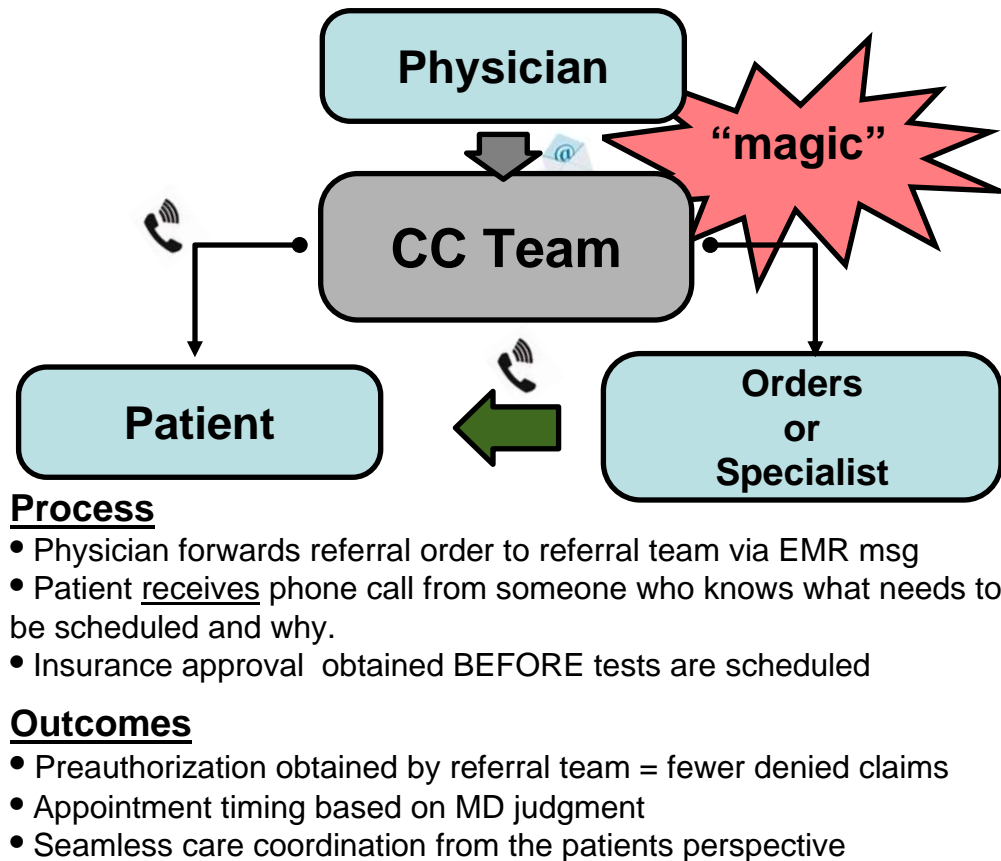 Physician
“magic”
@
CC Team
Patient
Orders
or
Specialist
Process
• Physician forwards referral order to referral team via EMR msg
• Patient receives phone call from someone who knows what needs to
be scheduled and why.
• Insurance approval  obtained BEFORE tests are scheduled
Outcomes
• Preauthorization obtained by referral team = fewer denied claims
• Appointment timing based on MD judgment
• Seamless care coordination from the patients perspective